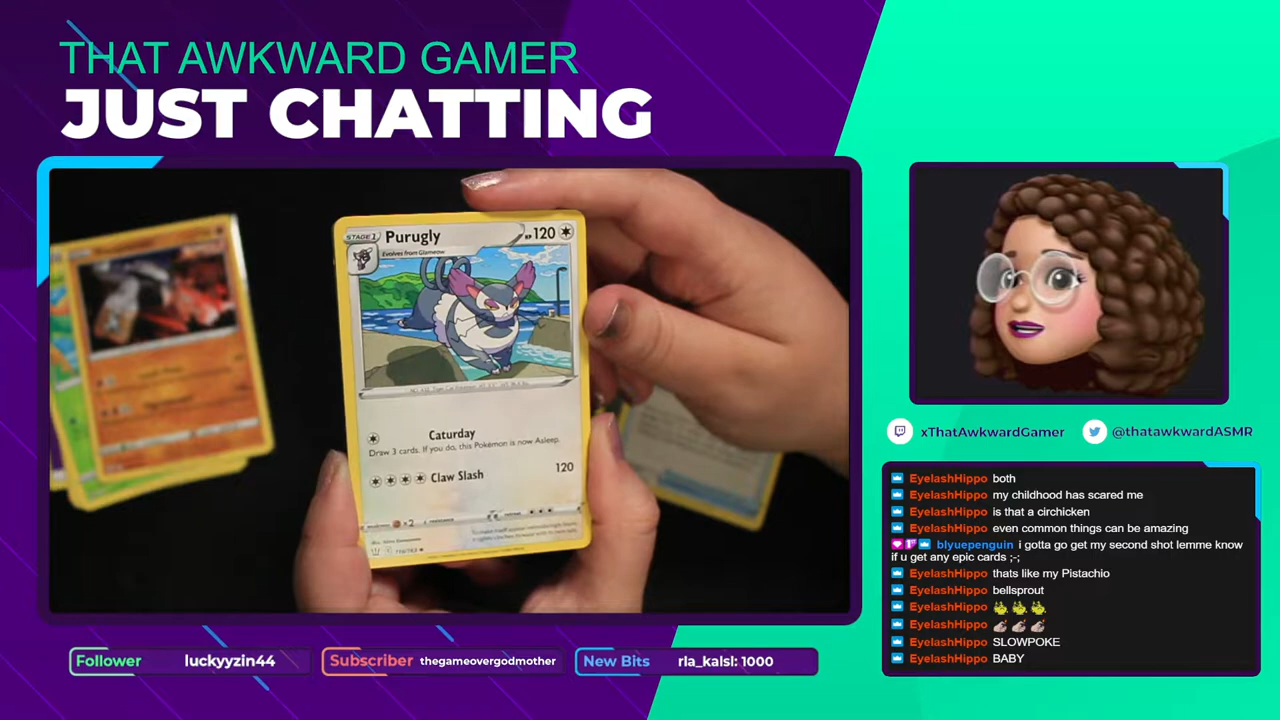 THAT AWKWARD GAMER
JUST CHATTING
STAGE 1
Purugly
HP 120
Evolves from Glameow
Caturday
Draw 3 cards. If you do, this Pokémon is now Asleep.
Claw Slash 120
weakness ×2
xThatAwkwardGamer @thatawkwardASMR
EyelashHippo both
EyelashHippo my childhood has scared me
EyelashHippo is that a circhicken
EyelashHippo even common things can be amazing
blyuepenguin i gotta go get my second shot lemme know
if u get any epic cards ;-;
EyelashHippo thats like my Pistachio
EyelashHippo bellsprout
EyelashHippo
EyelashHippo
EyelashHippo SLOWPOKE
EyelashHippo BABY
Follower luckyyzin44 Subscriber thegameovergodmother New Bits rla_kalsl: 1000